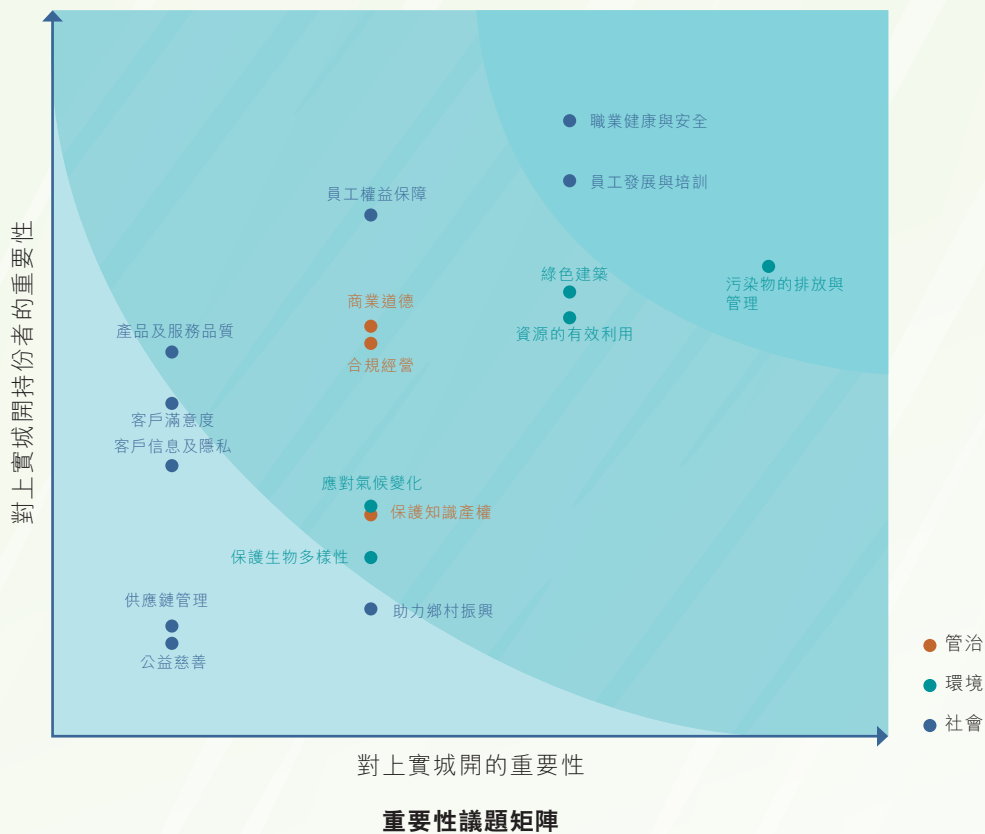 對上實城開持份者的重要性
職業健康與安全
員工發展與培訓
員工權益保障
綠色建築
污染物的排放與
管理
商業道德
資源的有效利用
產品及服務品質
合規經營
客戶滿意度
客戶信息及隱私
應對氣候變化
保護知識產權
保護生物多樣性
供應鏈管理
助力鄉村振興
公益慈善
管治
環境
社會
對上實城開的重要性
重要性議題矩陣